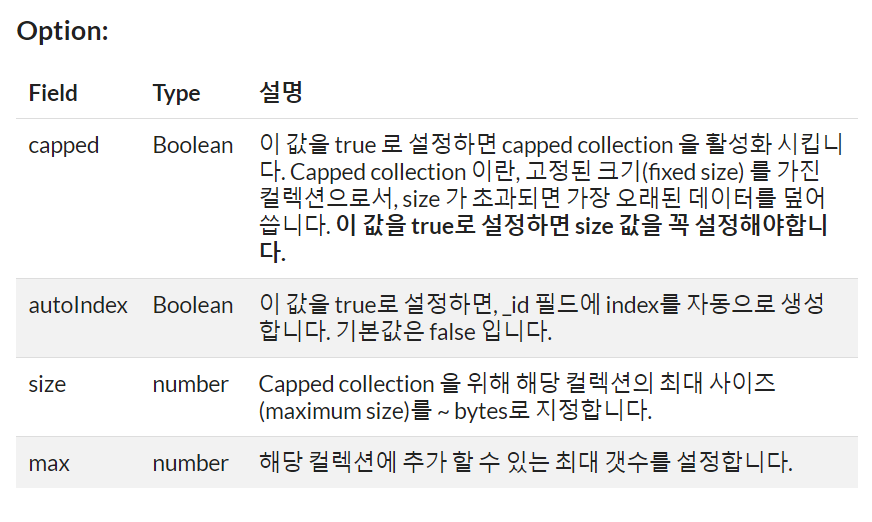 Option:
Field Type 설명
capped Boolean 이 값을 true 로 설정하면 capped collection 을 활성화 시킵니
다. Capped collection 이란, 고정된 크기(fixed size) 를 가진
컬렉션으로서, size 가 초과되면 가장 오래된 데이터를 덮어
씁니다. 이 값을 true로 설정하면 size 값을 꼭 설정해야합니
다.
autoIndex Boolean 이 값을 true로 설정하면, _id 필드에 index를 자동으로 생성
합니다. 기본값은 false 입니다.
size number Capped collection 을 위해 해당 컬렉션의 최대 사이즈
(maximum size)를 ~ bytes로 지정합니다.
max number 해당 컬렉션에 추가 할 수 있는 최대 갯수를 설정합니다.